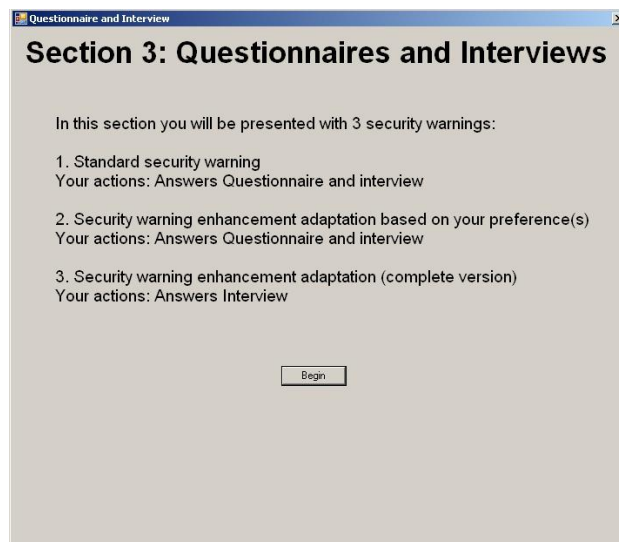 Questionnaire and Interview
Section 3: Questionnaires and Interviews
In this section you will be presented with 3 security warnings:
1. Standard security warning
Your actions: Answers Questionnaire and interview
2. Security warning enhancement adaptation based on your preference(s)
Your actions: Answers Questionnaire and interview
3. Security warning enhancement adaptation (complete version)
Your actions: Answers Interview
Begin